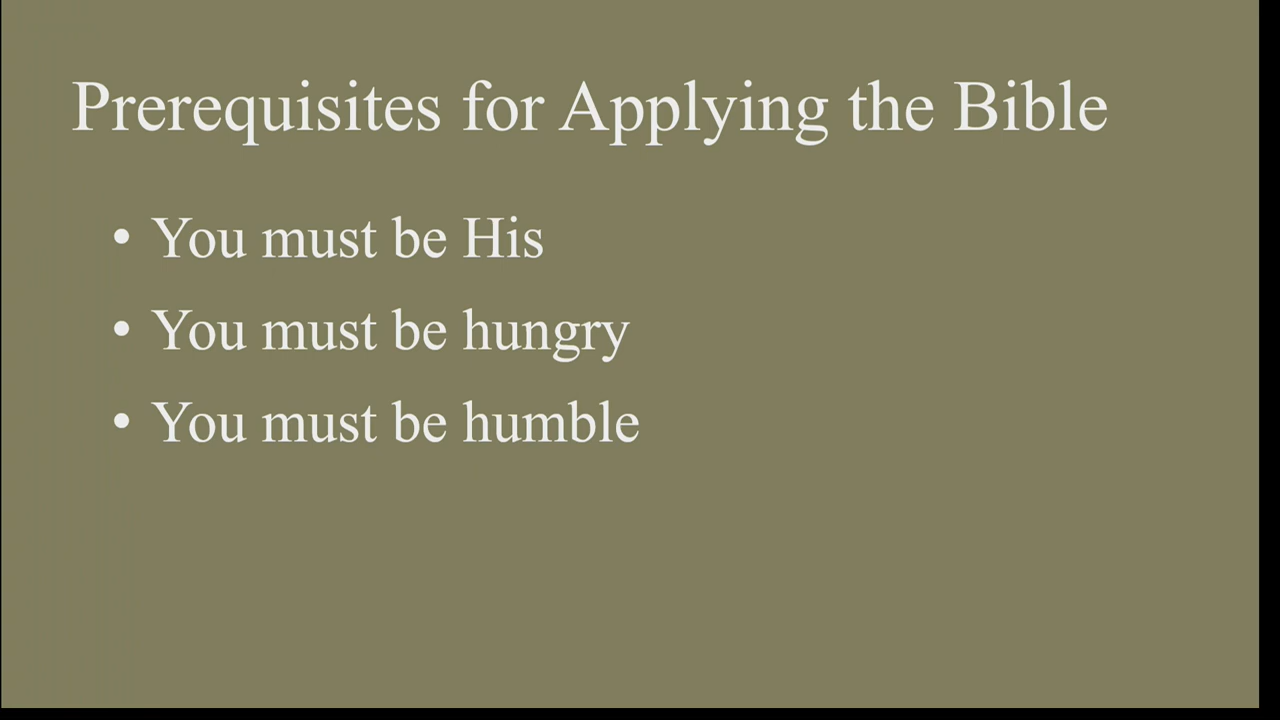 Prerequisites for Applying the Bible
• You must be His
• You must be hungry
• You must be humble